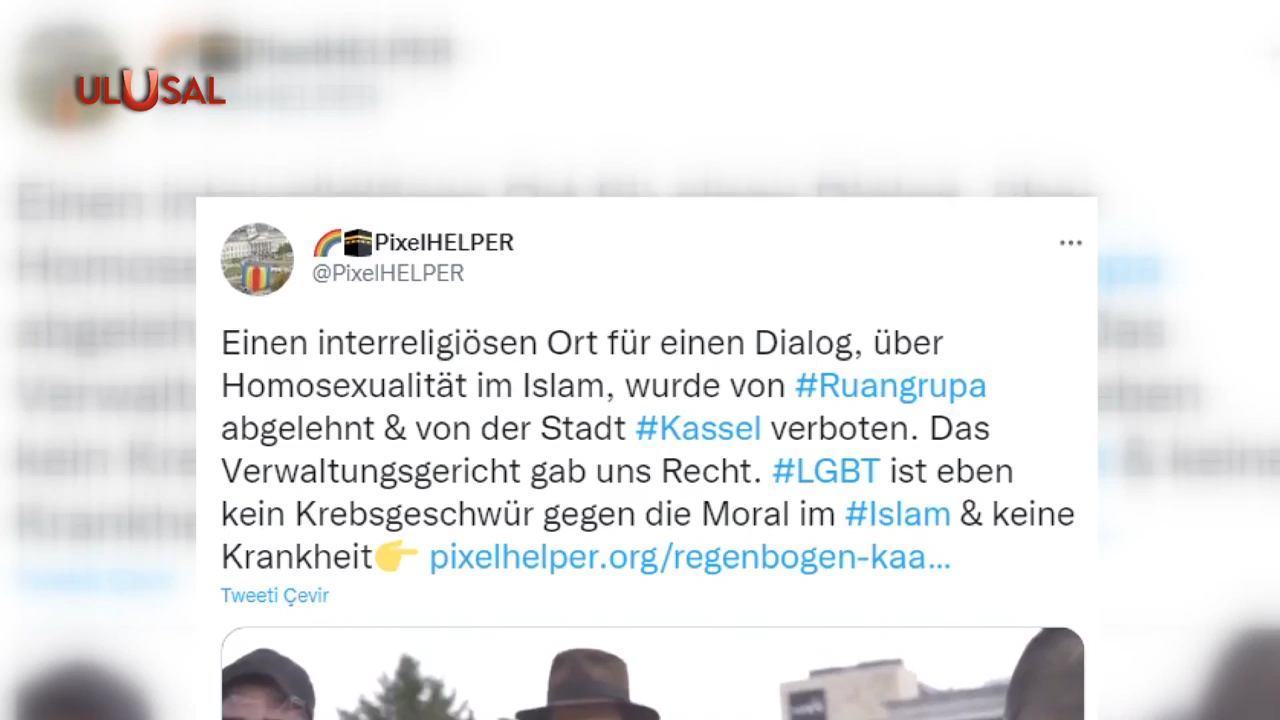 ULUSAL
🌈🕋PixelHELPER
@PixelHELPER
Einen interreligiösen Ort für einen Dialog, über
Homosexualität im Islam, wurde von #Ruangrupa
abgelehnt & von der Stadt #Kassel verboten. Das
Verwaltungsgericht gab uns Recht. #LGBT ist eben
kein Krebsgeschwür gegen die Moral im #Islam & keine
Krankheit👉 pixelhelper.org/regenbogen-kaa...
Tweeti Çevir